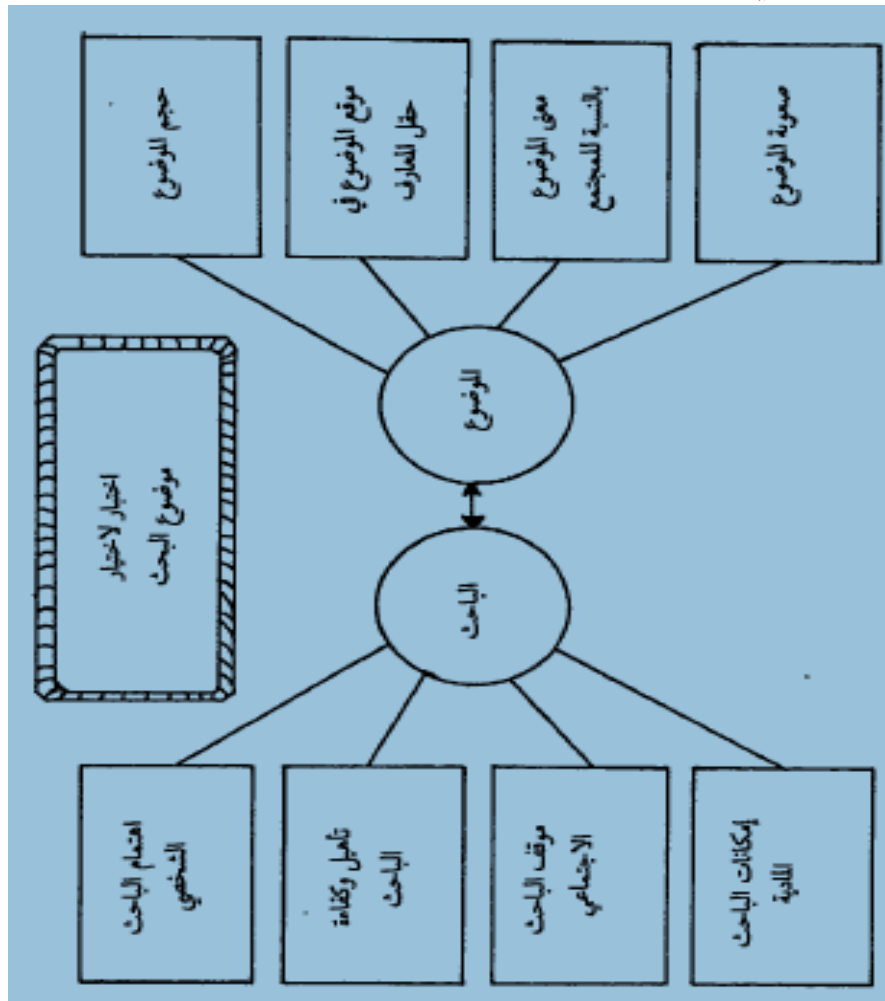 اختيار لاختيار
موضوع البحث
حجم الموضوع
موقع الموضوع في
حقل المعارف
معنى الموضوع
بالنسبة للمجتمع
صعوبة الموضوع
الموضوع
الباحث
اهتمام الباحث
الشخصي
تأهيل وكفاءة
الباحث
موقف الباحث
الاجتماعي
إمكانات الباحث
المادية